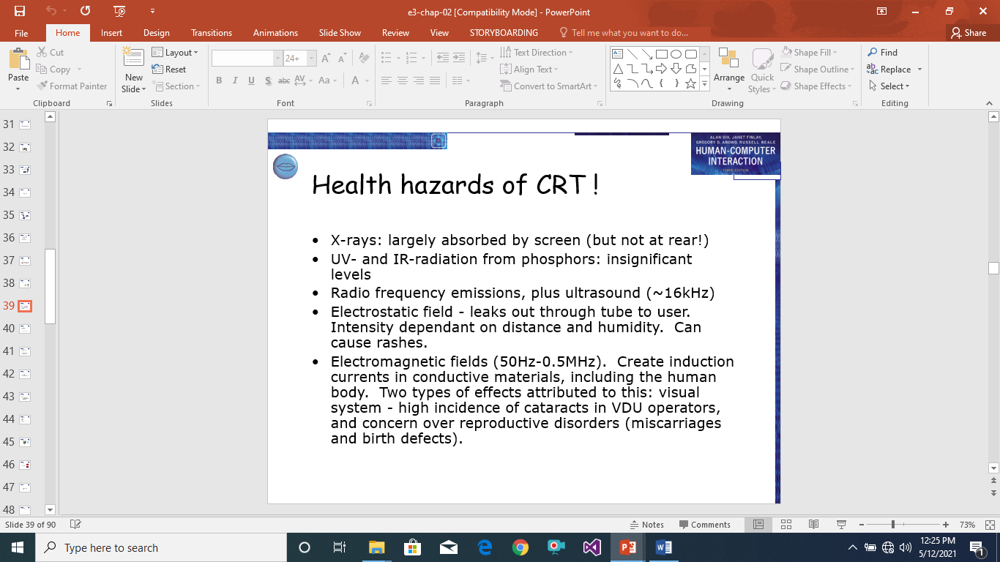 e3-chap-02 [Compatibility Mode] - PowerPoint
File Home Insert Design Transitions Animations Slide Show Review View STORYBOARDING Tell me what you want to do... Share
Paste
Cut
Copy
Format Painter
Clipboard
New
Slide
Layout
Reset
Section
Slides
24+
B I U S abc AV Aa A
Font
Text Direction
Align Text
Convert to SmartArt
Paragraph
Arrange
Quick
Styles
Shape Fill
Shape Outline
Shape Effects
Drawing
Find
Replace
Select
Editing
31
32
33
34
35
36
37
38
39
40
41
42
43
44
45
46
47
48
ALAN DIX, JANET FINLAY,
GREGORY D. ABOWD, RUSSELL BEALE
HUMAN-COMPUTER
INTERACTION
THIRD EDITION
Health hazards of CRT !
• X-rays: largely absorbed by screen (but not at rear!)
• UV- and IR-radiation from phosphors: insignificant
levels
• Radio frequency emissions, plus ultrasound (~16kHz)
• Electrostatic field - leaks out through tube to user.
Intensity dependant on distance and humidity. Can
cause rashes.
• Electromagnetic fields (50Hz-0.5MHz). Create induction
currents in conductive materials, including the human
body. Two types of effects attributed to this: visual
system - high incidence of cataracts in VDU operators,
and concern over reproductive disorders (miscarriages
and birth defects).
Slide 39 of 90 Notes Comments 73%
Type here to search
12:25 PM
5/12/2021
1